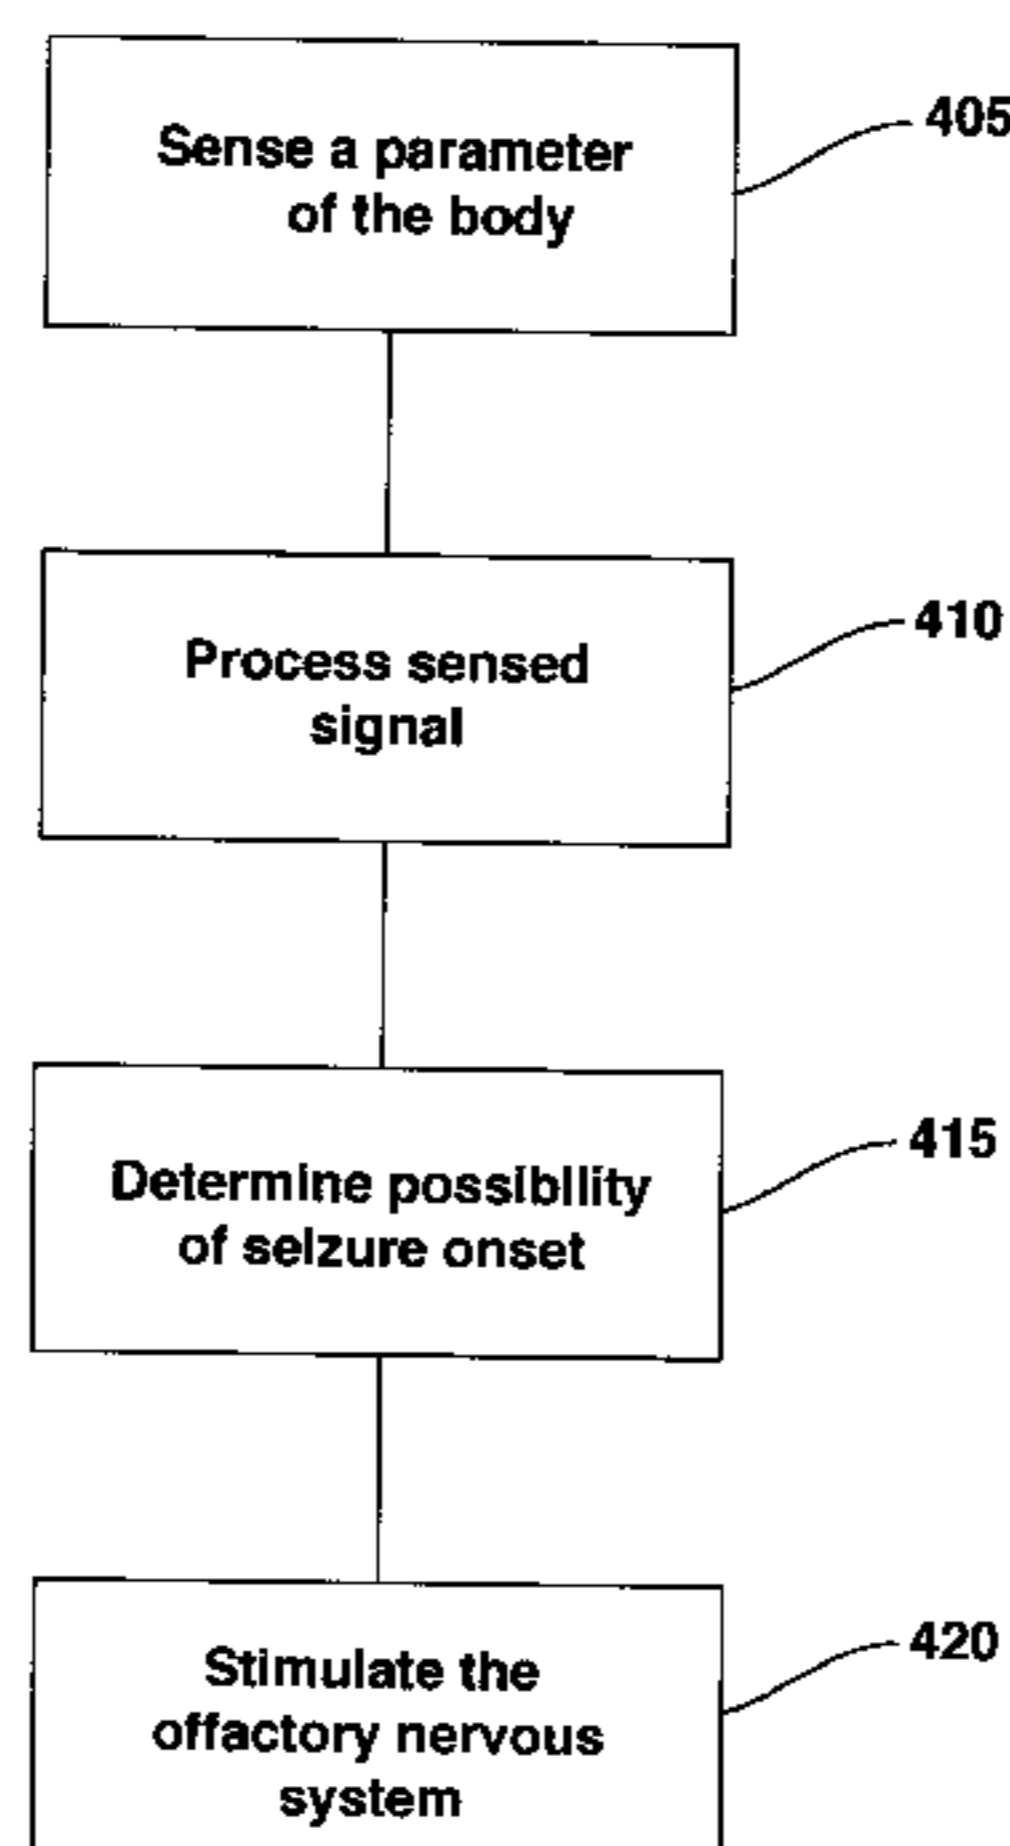 Sense a parameter
of the body
405
Process sensed
signal
410
Determine possibility
of seizure onset
415
Stimulate the
offactory nervous
system
420